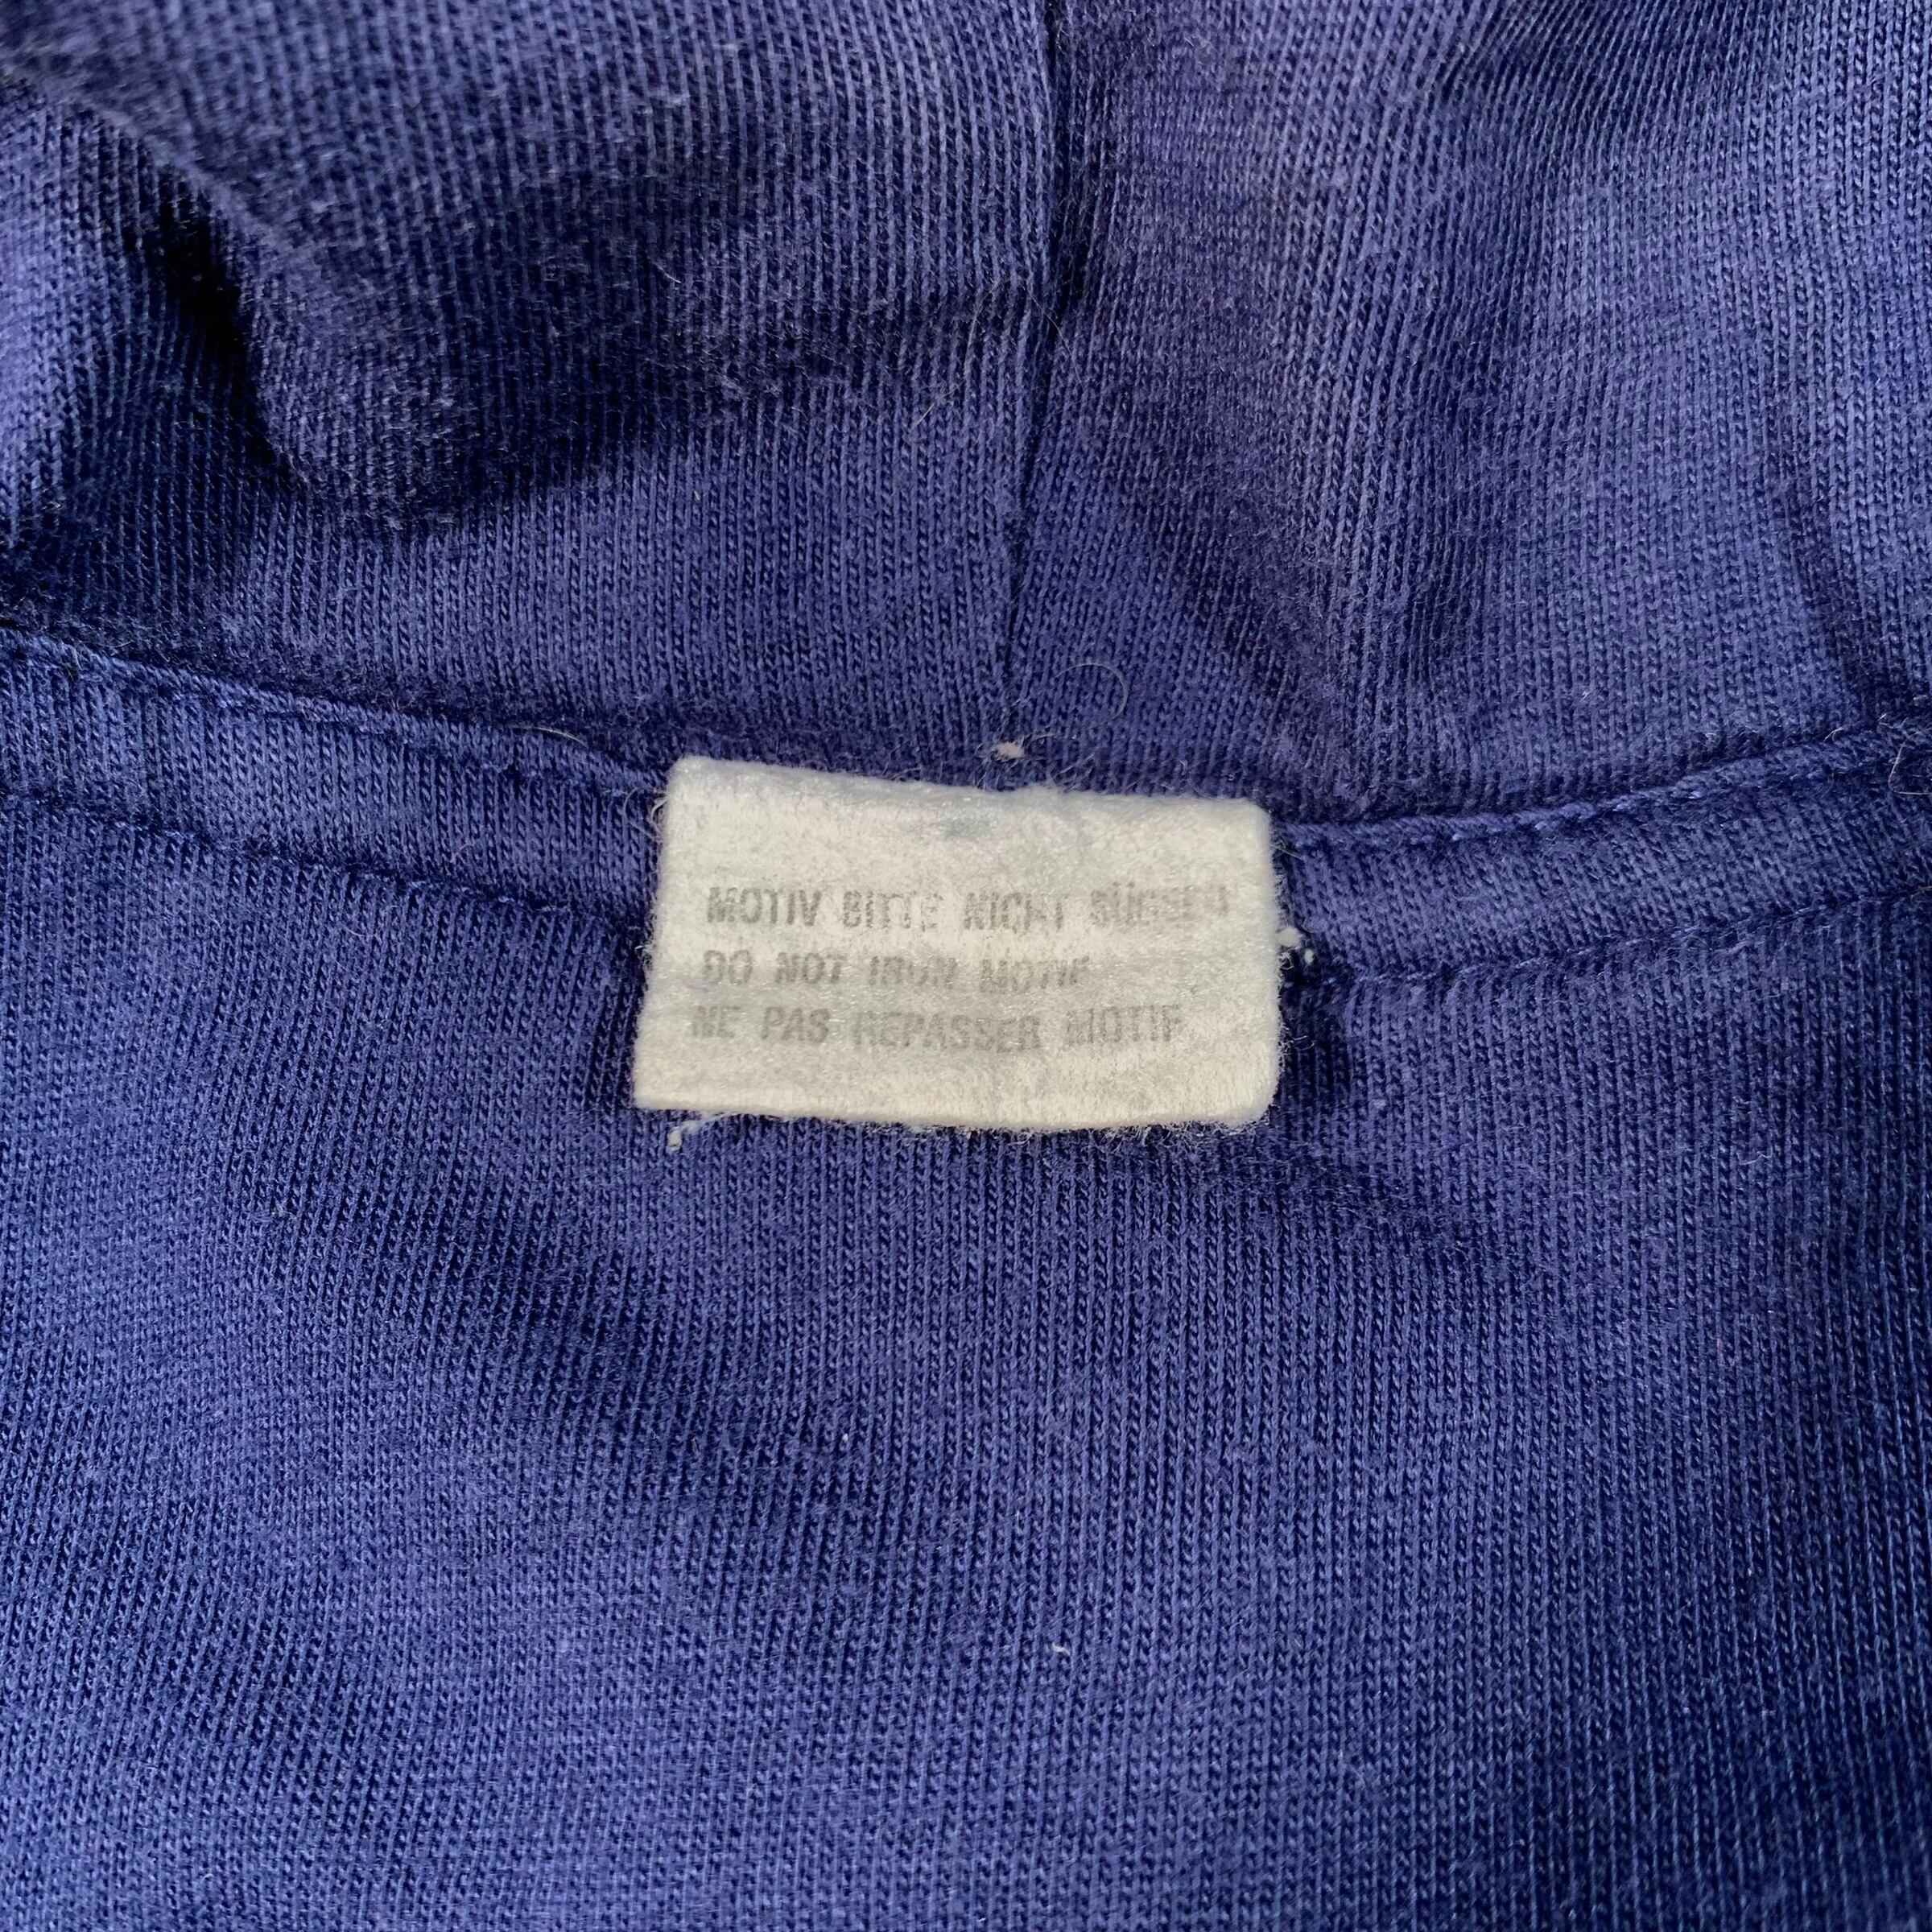 MOTIV BITTE NICHT BÜGELN
DO NOT IRON MOTIF
NE PAS REPASSER MOTIF